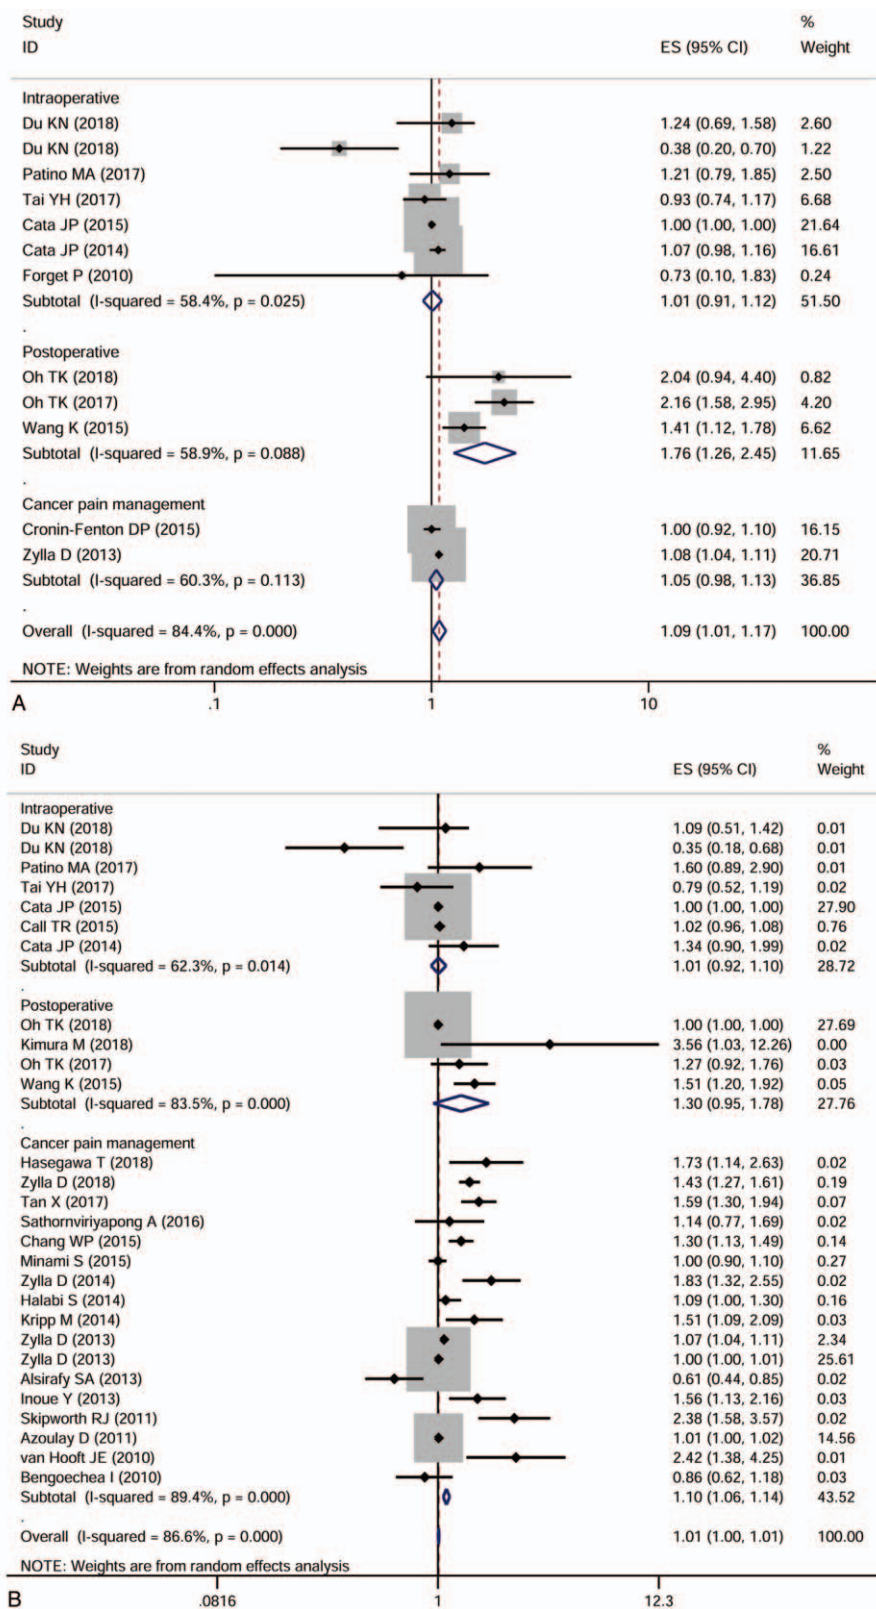 Study %
ID ES (95% CI) Weight
Intraoperative
Du KN (2018) 1.24 (0.69, 1.58) 2.60
Du KN (2018) 0.38 (0.20, 0.70) 1.22
Patino MA (2017) 1.21 (0.79, 1.85) 2.50
Tai YH (2017) 0.93 (0.74, 1.17) 6.68
Cata JP (2015) 1.00 (1.00, 1.00) 21.64
Cata JP (2014) 1.07 (0.98, 1.16) 16.61
Forget P (2010) 0.73 (0.10, 1.83) 0.24
Subtotal (I-squared = 58.4%, p = 0.025) 1.01 (0.91, 1.12) 51.50
.
Postoperative
Oh TK (2018) 2.04 (0.94, 4.40) 0.82
Oh TK (2017) 2.16 (1.58, 2.95) 4.20
Wang K (2015) 1.41 (1.12, 1.78) 6.62
Subtotal (I-squared = 58.9%, p = 0.088) 1.76 (1.26, 2.45) 11.65
.
Cancer pain management
Cronin-Fenton DP (2015) 1.00 (0.92, 1.10) 16.15
Zylla D (2013) 1.08 (1.04, 1.11) 20.71
Subtotal (I-squared = 60.3%, p = 0.113) 1.05 (0.98, 1.13) 36.85
.
Overall (I-squared = 84.4%, p = 0.000) 1.09 (1.01, 1.17) 100.00
NOTE: Weights are from random effects analysis
A .1 1 10
Study %
ID ES (95% CI) Weight
Intraoperative
Du KN (2018) 1.09 (0.51, 1.42) 0.01
Du KN (2018) 0.35 (0.18, 0.68) 0.01
Patino MA (2017) 1.60 (0.89, 2.90) 0.01
Tai YH (2017) 0.79 (0.52, 1.19) 0.02
Cata JP (2015) 1.00 (1.00, 1.00) 27.90
Call TR (2015) 1.02 (0.96, 1.08) 0.76
Cata JP (2014) 1.34 (0.90, 1.99) 0.02
Subtotal (I-squared = 62.3%, p = 0.014) 1.01 (0.92, 1.10) 28.72
.
Postoperative
Oh TK (2018) 1.00 (1.00, 1.00) 27.69
Kimura M (2018) 3.56 (1.03, 12.26) 0.00
Oh TK (2017) 1.27 (0.92, 1.76) 0.03
Wang K (2015) 1.51 (1.20, 1.92) 0.05
Subtotal (I-squared = 83.5%, p = 0.000) 1.30 (0.95, 1.78) 27.76
.
Cancer pain management
Hasegawa T (2018) 1.73 (1.14, 2.63) 0.02
Zylla D (2018) 1.43 (1.27, 1.61) 0.19
Tan X (2017) 1.59 (1.30, 1.94) 0.07
Sathornviriyapong A (2016) 1.14 (0.77, 1.69) 0.02
Chang WP (2015) 1.30 (1.13, 1.49) 0.14
Minami S (2015) 1.00 (0.90, 1.10) 0.27
Zylla D (2014) 1.83 (1.32, 2.55) 0.02
Halabi S (2014) 1.09 (1.00, 1.30) 0.16
Kripp M (2014) 1.51 (1.09, 2.09) 0.03
Zylla D (2013) 1.07 (1.04, 1.11) 2.34
Zylla D (2013) 1.00 (1.00, 1.01) 25.61
Alsirafy SA (2013) 0.61 (0.44, 0.85) 0.02
Inoue Y (2013) 1.56 (1.13, 2.16) 0.03
Skipworth RJ (2011) 2.38 (1.58, 3.57) 0.02
Azoulay D (2011) 1.01 (1.00, 1.02) 14.56
van Hooft JE (2010) 2.42 (1.38, 4.25) 0.01
Bengoechea I (2010) 0.86 (0.62, 1.18) 0.03
Subtotal (I-squared = 89.4%, p = 0.000) 1.10 (1.06, 1.14) 43.52
.
Overall (I-squared = 86.6%, p = 0.000) 1.01 (1.00, 1.01) 100.00
NOTE: Weights are from random effects analysis
B .0816 1 12.3